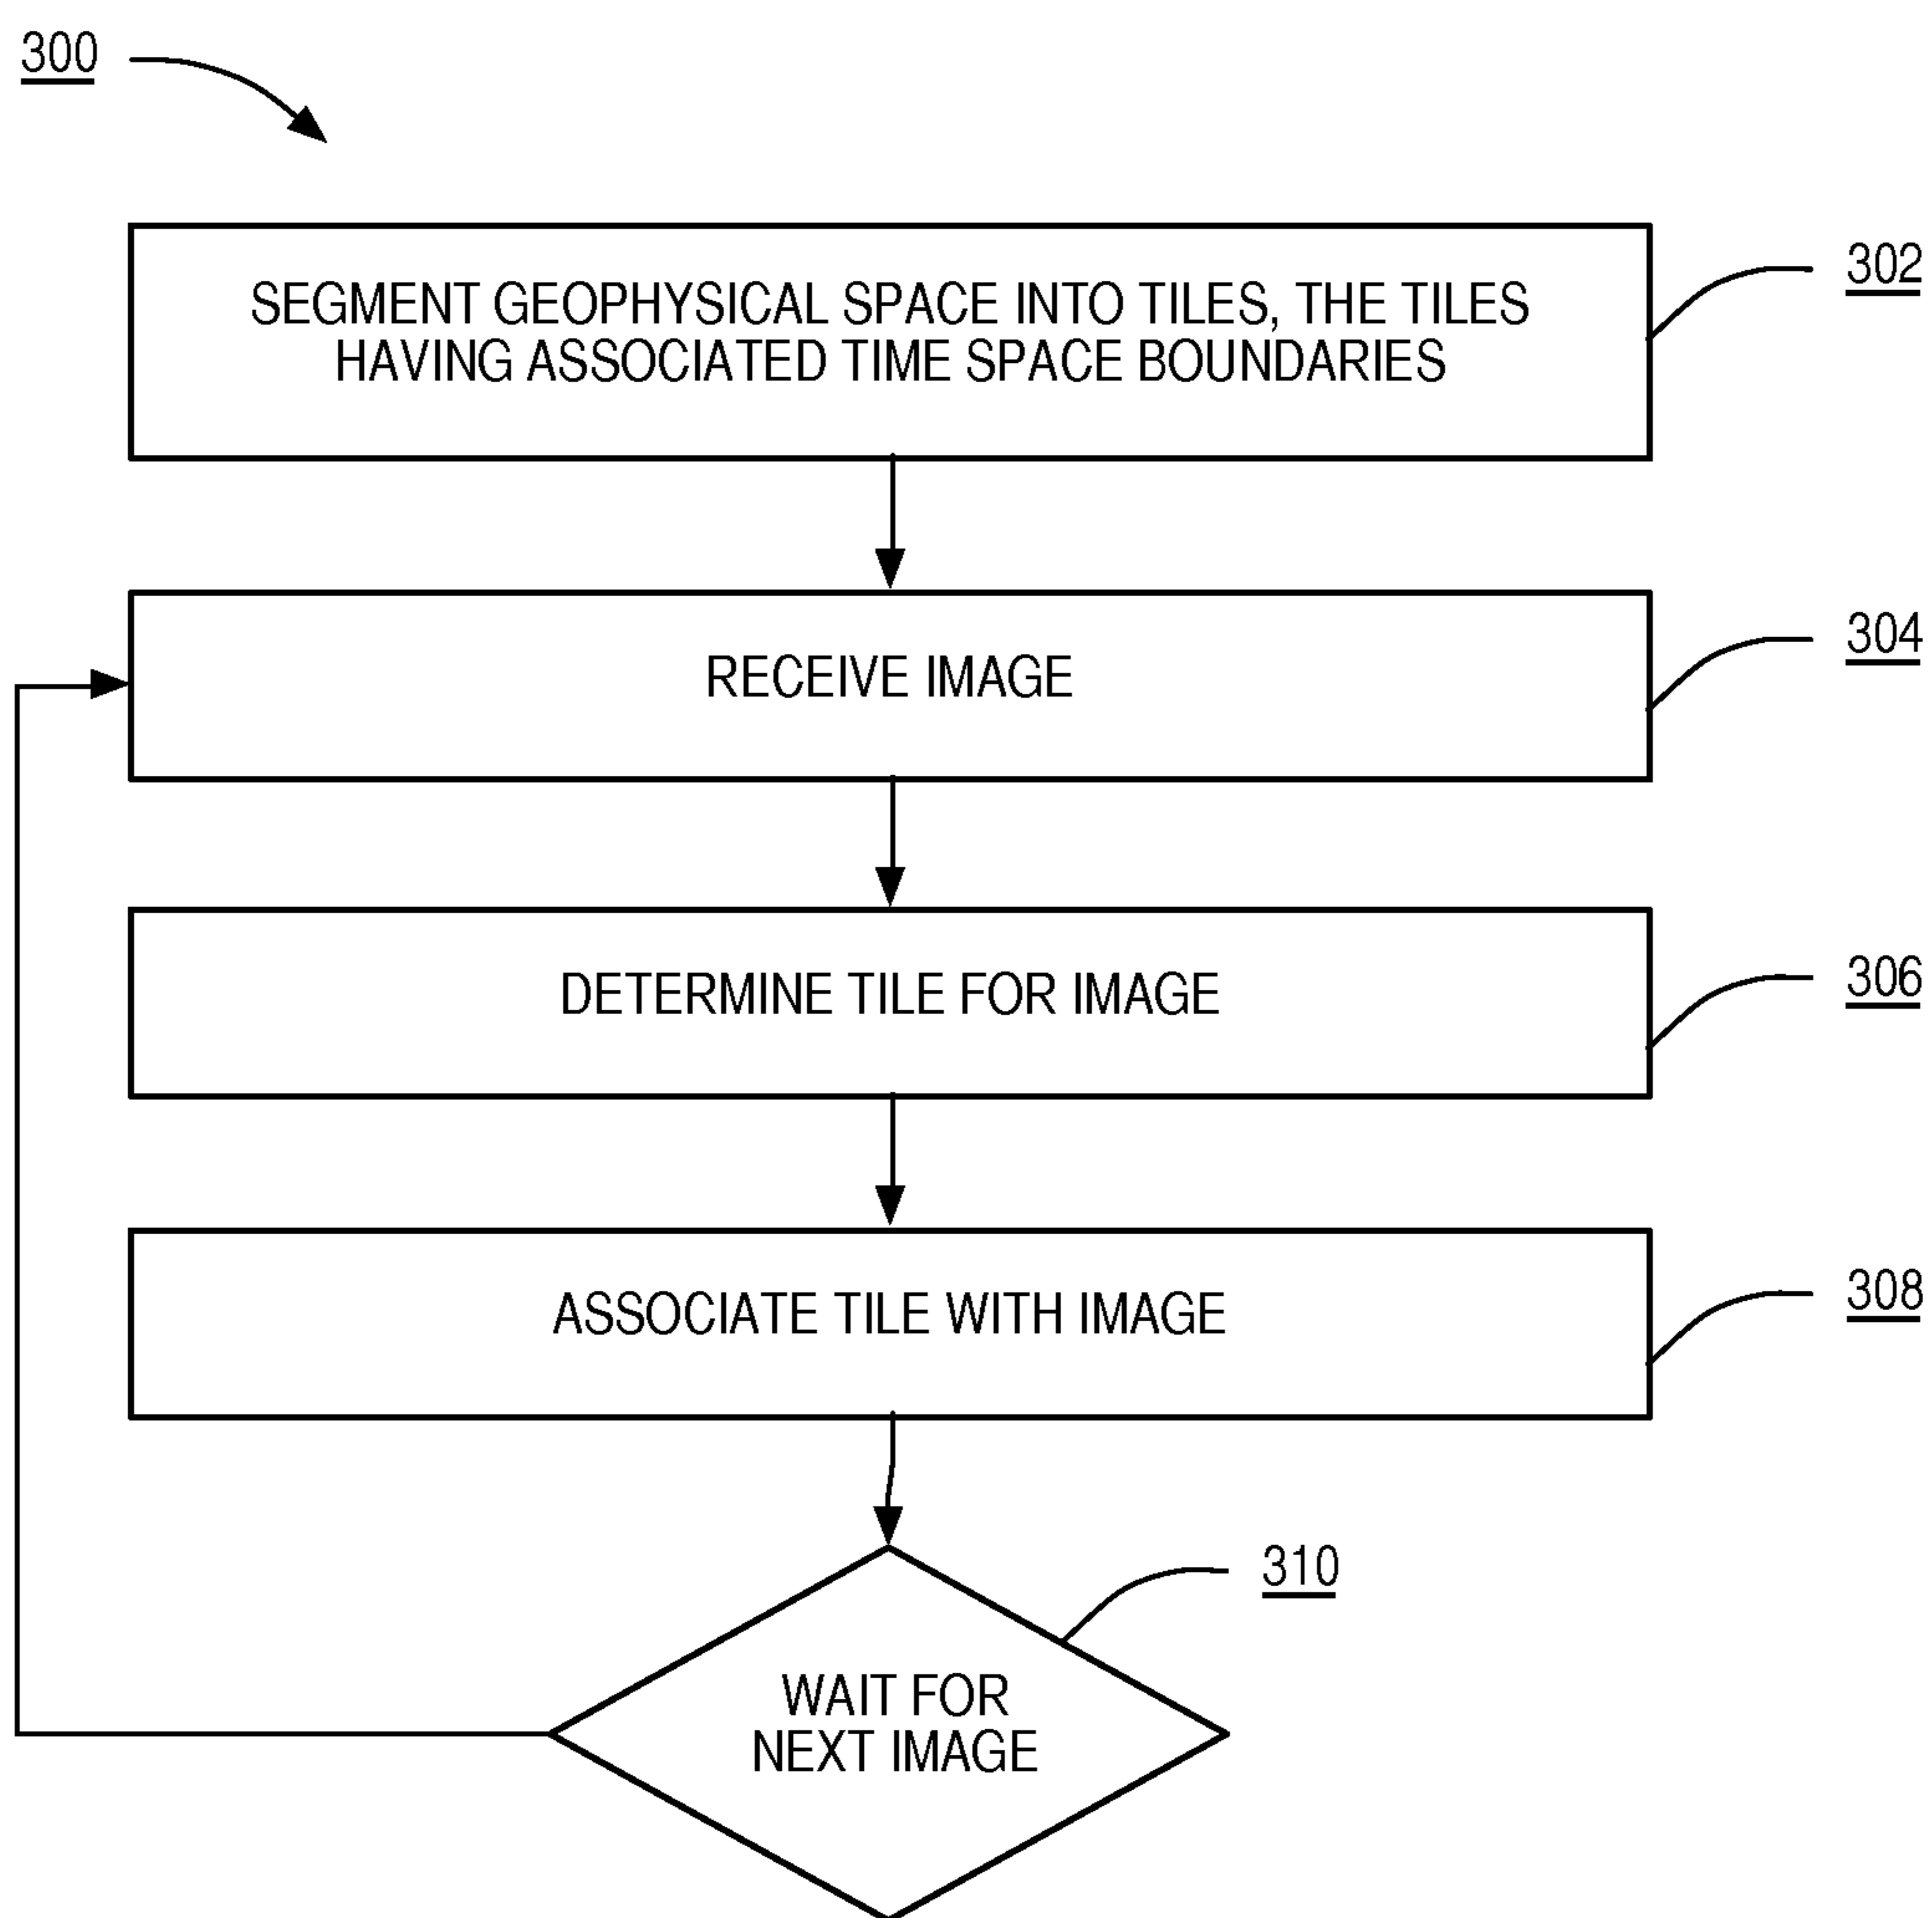 300
SEGMENT GEOPHYSICAL SPACE INTO TILES, THE TILES
HAVING ASSOCIATED TIME SPACE BOUNDARIES
302
RECEIVE IMAGE
304
DETERMINE TILE FOR IMAGE
306
ASSOCIATE TILE WITH IMAGE
308
310
WAIT FOR
NEXT IMAGE